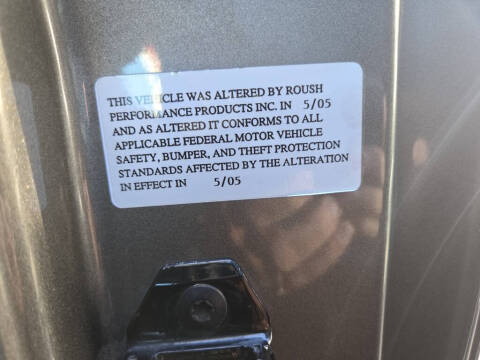 THIS VEHICLE WAS ALTERED BY ROUSH
PERFORMANCE PRODUCTS INC. IN 5/05
AND AS ALTERED IT CONFORMS TO ALL
APPLICABLE FEDERAL MOTOR VEHICLE
SAFETY, BUMPER, AND THEFT PROTECTION
STANDARDS AFFECTED BY THE ALTERATION
IN EFFECT IN 5/05